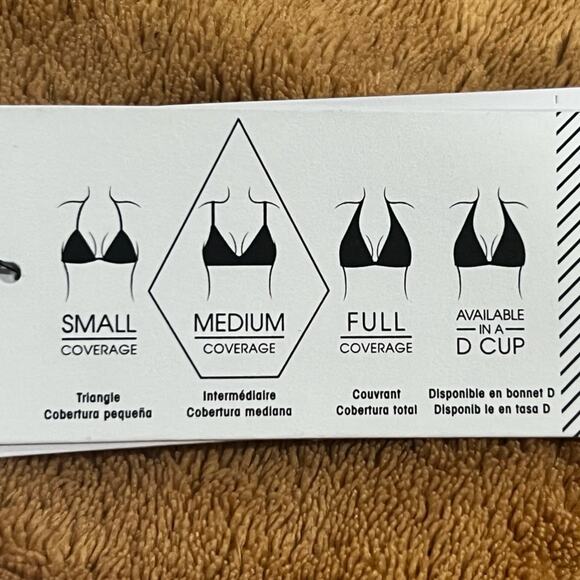 SMALL
COVERAGE
Triangle
Cobertura pequeña
MEDIUM
COVERAGE
Intermédiaire
Cobertura mediana
FULL
COVERAGE
Couvrant
Cobertura total
AVAILABLE
IN A
D CUP
Disponible en bonnet D
Disponib le en tasa D